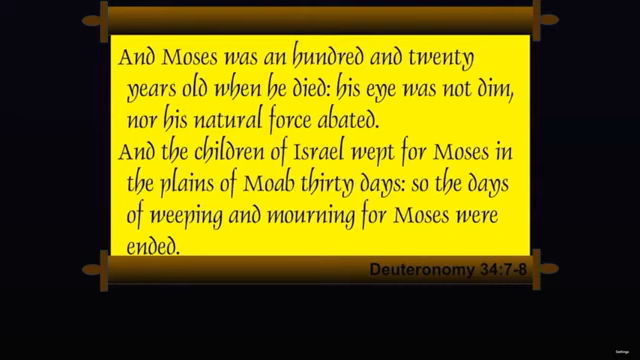 And Moses was an hundred and twenty
years old when he died: his eye was not dim,
nor his natural force abated.
And the children of Israel wept for Moses in
the plains of Moab thirty days: so the days
of weeping and mourning for Moses were
ended.
Deuteronomy 34:7-8